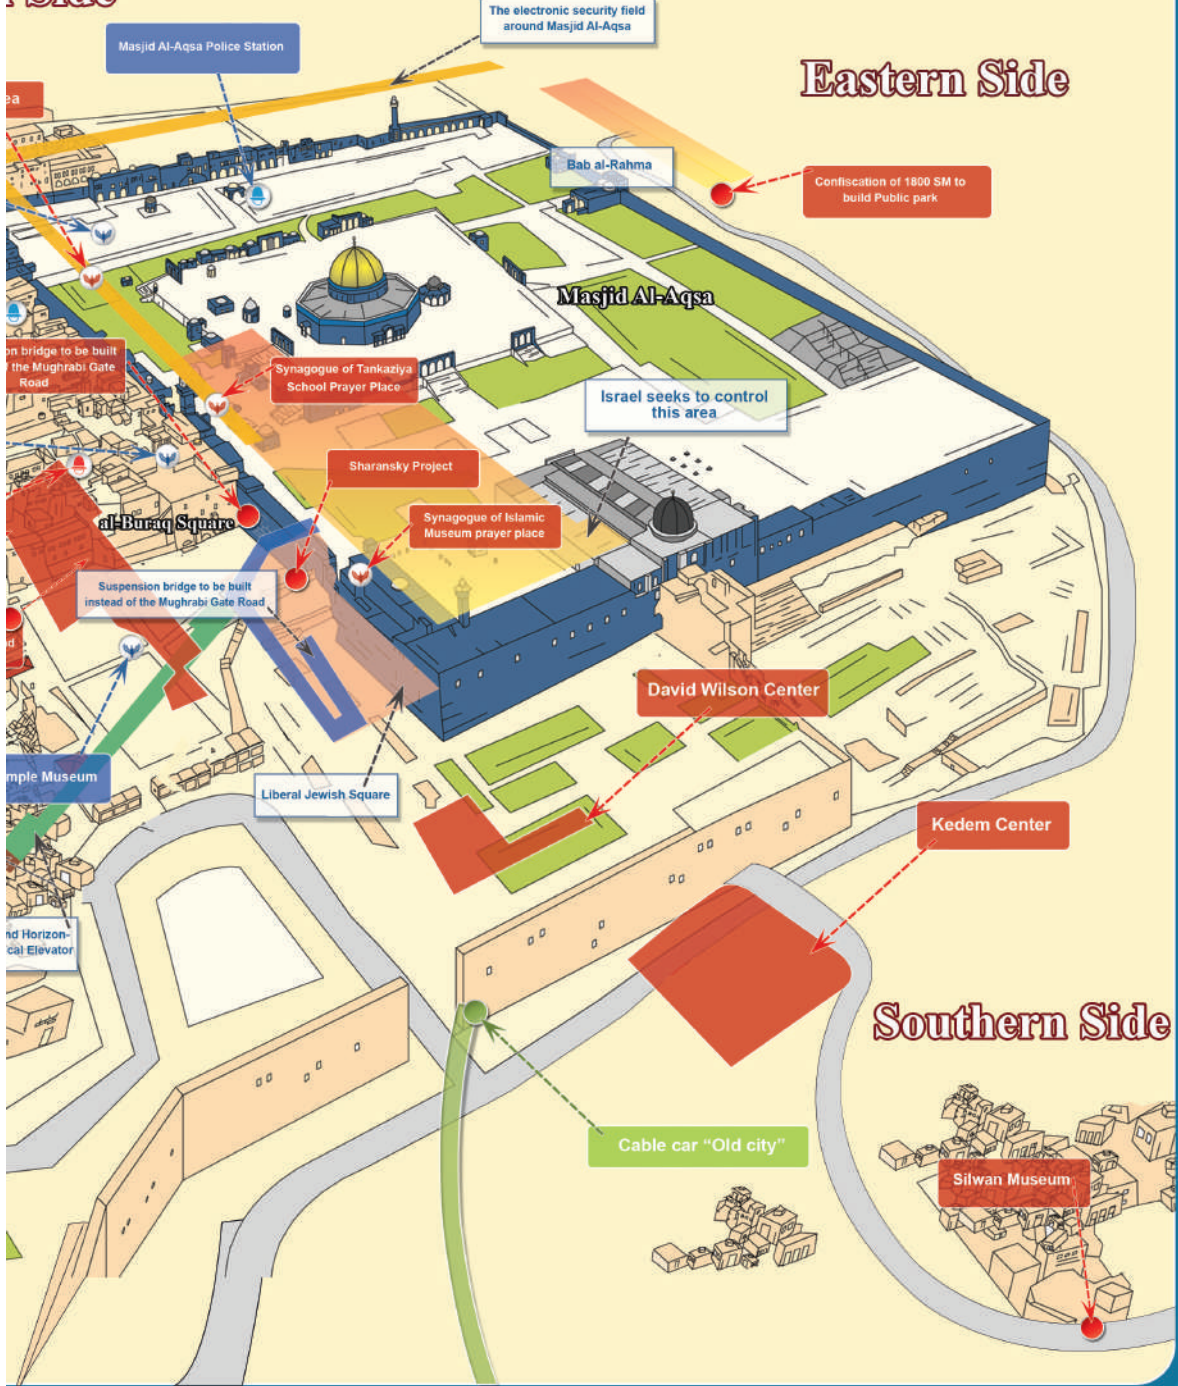 Side
The electronic security field
around Masjid Al-Aqsa
Masjid Al-Aqsa Police Station
Eastern Side
Bab al-Rahma
Confiscation of 1800 SM to
build Public park
Masjid Al-Aqsa
on bridge to be built
the Mughrabi Gate
Road
Synagogue of Tankaziya
School Prayer Place
Israel seeks to control
this area
Sharansky Project
al-Buraq Square
Synagogue of Islamic
Museum prayer place
Suspension bridge to be built
instead of the Mughrabi Gate Road
David Wilson Center
mple Museum
Liberal Jewish Square
Kedem Center
nd Horizon-
cal Elevator
Southern Side
Cable car “Old city”
Silwan Museum